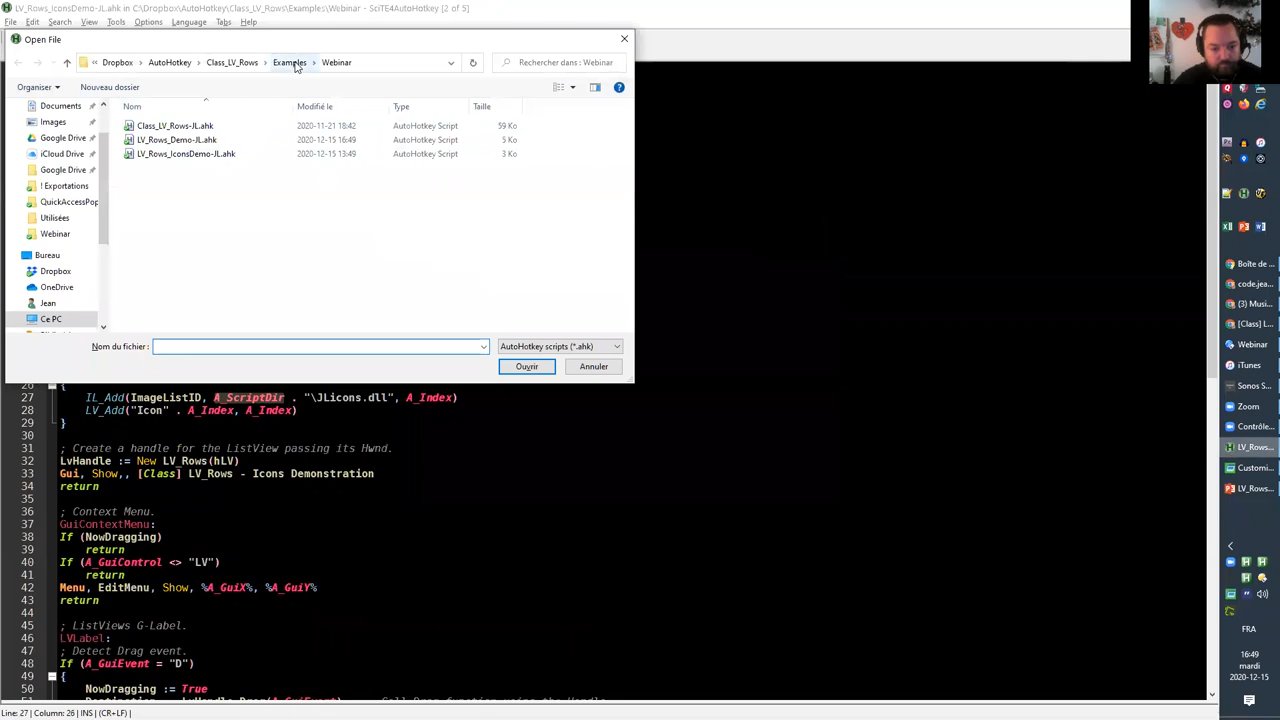 LV_Rows_IconsDemo-JL.ahk in C:\Dropbox\AutoHotkey\Class_LV_Rows\Examples\Webinar - SciTE4AutoHotkey [2 of 5]
File Edit Search View Tools Options Language Tabs Help
Open File
« Dropbox › AutoHotkey › Class_LV_Rows › Examples › Webinar
Rechercher dans : Webinar
Organiser Nouveau dossier
Nom Modifié le Type Taille
Documents
Images
Google Drive
iCloud Drive
Google Drive
! Exportations
QuickAccessPop
Utilisées
Webinar
Bureau
Dropbox
OneDrive
Jean
Ce PC
Class_LV_Rows-JL.ahk 2020-11-21 18:42 AutoHotkey Script 59 Ko
LV_Rows_Demo-JL.ahk 2020-12-15 16:49 AutoHotkey Script 5 Ko
LV_Rows_IconsDemo-JL.ahk 2020-12-15 13:49 AutoHotkey Script 3 Ko
Nom du fichier :
AutoHotkey scripts (*.ahk)
Ouvrir Annuler
26 {
27 IL_Add(ImageListID, A_ScriptDir . "\JLicons.dll", A_Index)
28 LV_Add("Icon" . A_Index, A_Index)
29 }
30
31 ; Create a handle for the ListView passing its Hwnd.
32 LvHandle := New LV_Rows(hLV)
33 Gui, Show,, [Class] LV_Rows - Icons Demonstration
34 return
35
36 ; Context Menu.
37 GuiContextMenu:
38 If (NowDragging)
39 return
40 If (A_GuiControl <> "LV")
41 return
42 Menu, EditMenu, Show, %A_GuiX%, %A_GuiY%
43 return
44
45 ; ListViews G-Label.
46 LVLabel:
47 ; Detect Drag event.
48 If (A_GuiEvent = "D")
49 {
50 NowDragging := True
Line: 27 | Column: 26 | INS | (CR+LF) |
Boîte de ...
code.jea...
(3) Musi...
[Class] L...
Webinar
iTunes
Sonos S...
Zoom
Contrôle...
LV_Rows...
Customi...
LV_Rows...
FRA
16:49
mardi
2020-12-15